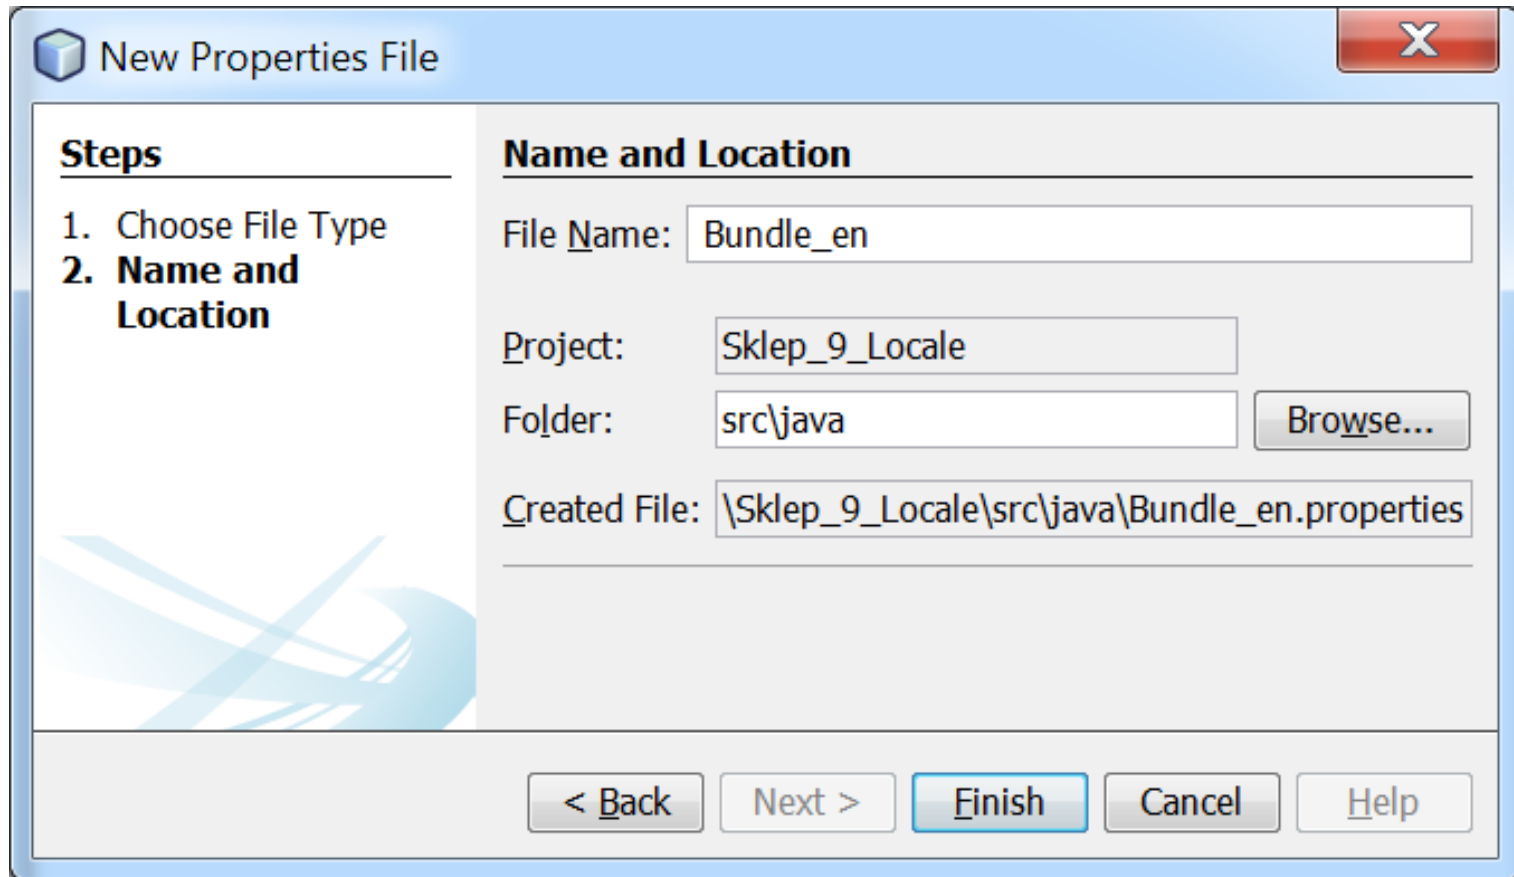 New Properties File
Steps
1. Choose File Type
2. Name and
Location
Name and Location
File Name: Bundle_en
Project: Sklep_9_Locale
Folder: src\java Browse...
Created File: \Sklep_9_Locale\src\java\Bundle_en.properties
< Back Next > Finish Cancel Help